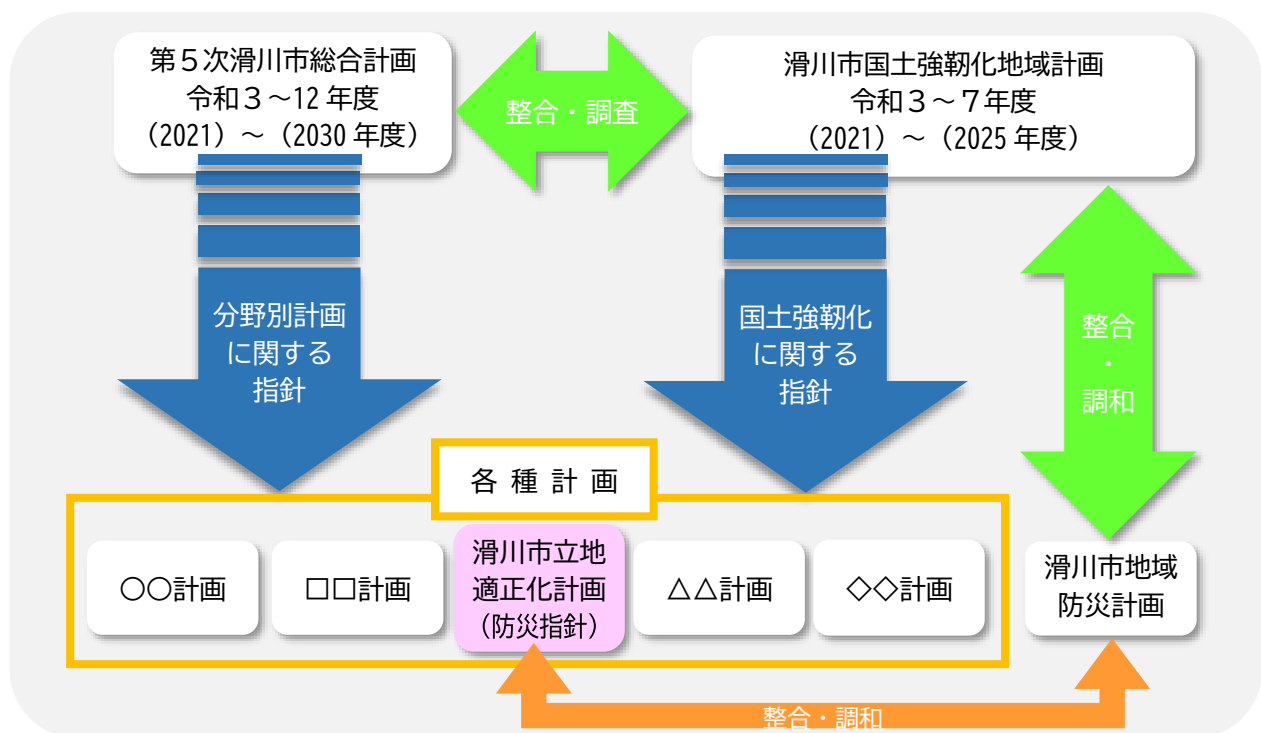 第５次滑川市総合計画
令和３～12 年度
（2021）～（2030 年度）
整合・調査
滑川市国土強靭化地域計画
令和３～７年度
（2021）～（2025 年度）
分野別計画
に関する
指針
国土強靭化
に関する
指針
整合
・
調和
各 種 計 画
〇〇計画
□□計画
滑川市立地
適正化計画
（防災指針）
△△計画
◇◇計画
滑川市地域
防災計画
整合・調和